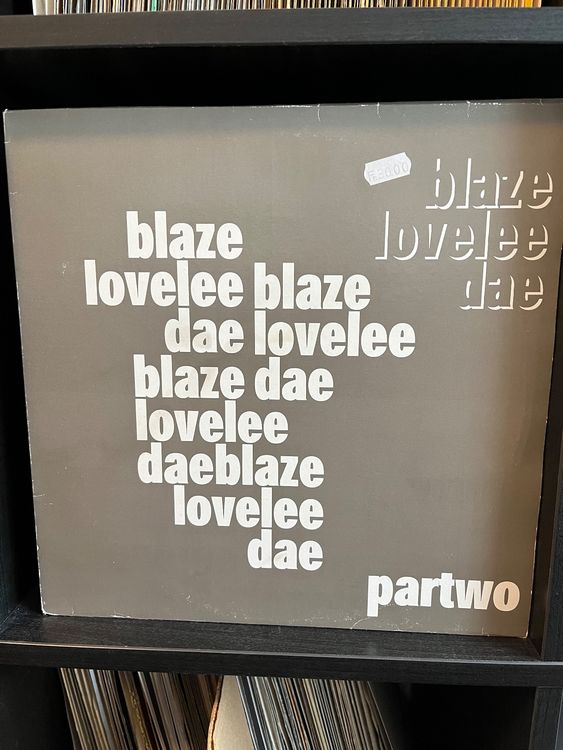 blaze
lovelee
dae
blaze
lovelee blaze
dae lovelee
blaze dae
lovelee
daeblaze
lovelee
dae
partwo